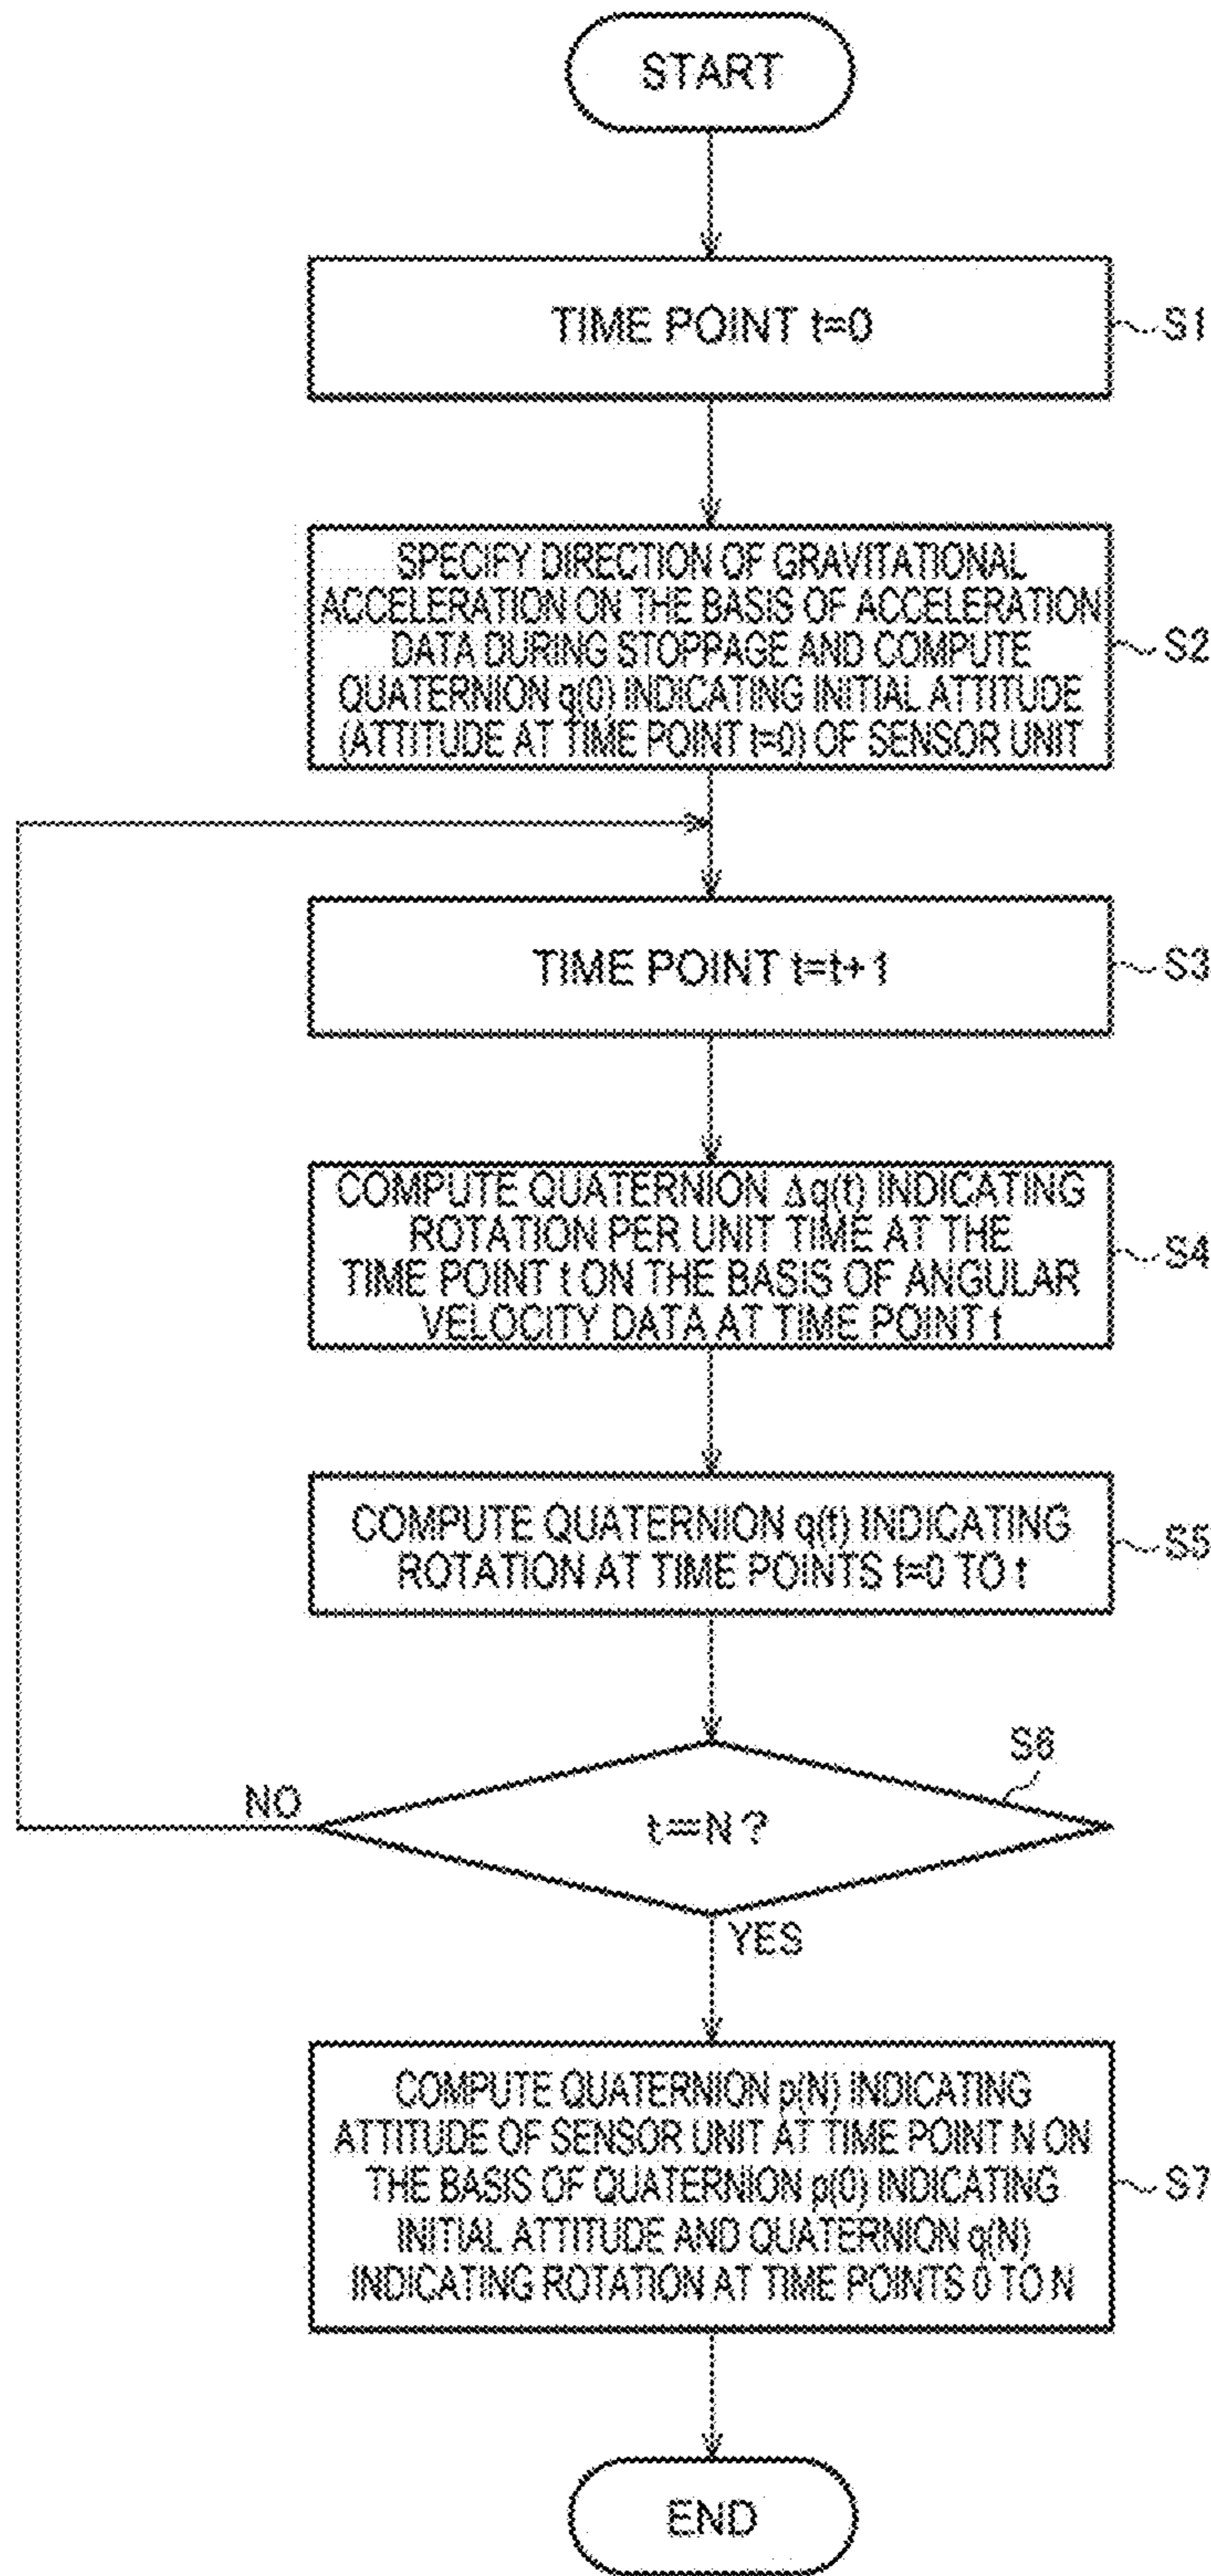 START
TIME POINT t=0
S1
SPECIFY DIRECTION OF GRAVITATIONAL
ACCELERATION ON THE BASIS OF ACCELERATION
DATA DURING STOPPAGE AND COMPUTE
QUATERNION q(0) INDICATING INITIAL ATTITUDE
(ATTITUDE AT TIME POINT t=0) OF SENSOR UNIT
S2
TIME POINT t=t+1
S3
COMPUTE QUATERNION Δq(t) INDICATING
ROTATION PER UNIT TIME AT THE
TIME POINT t ON THE BASIS OF ANGULAR
VELOCITY DATA AT TIME POINT t
S4
COMPUTE QUATERNION q(t) INDICATING
ROTATION AT TIME POINTS t=0 TO t
S5
S6
NO
t=N?
YES
COMPUTE QUATERNION p(N) INDICATING
ATTITUDE OF SENSOR UNIT AT TIME POINT N ON
THE BASIS OF QUATERNION p(0) INDICATING
INITIAL ATTITUDE AND QUATERNION q(N)
INDICATING ROTATION AT TIME POINTS 0 TO N
S7
END